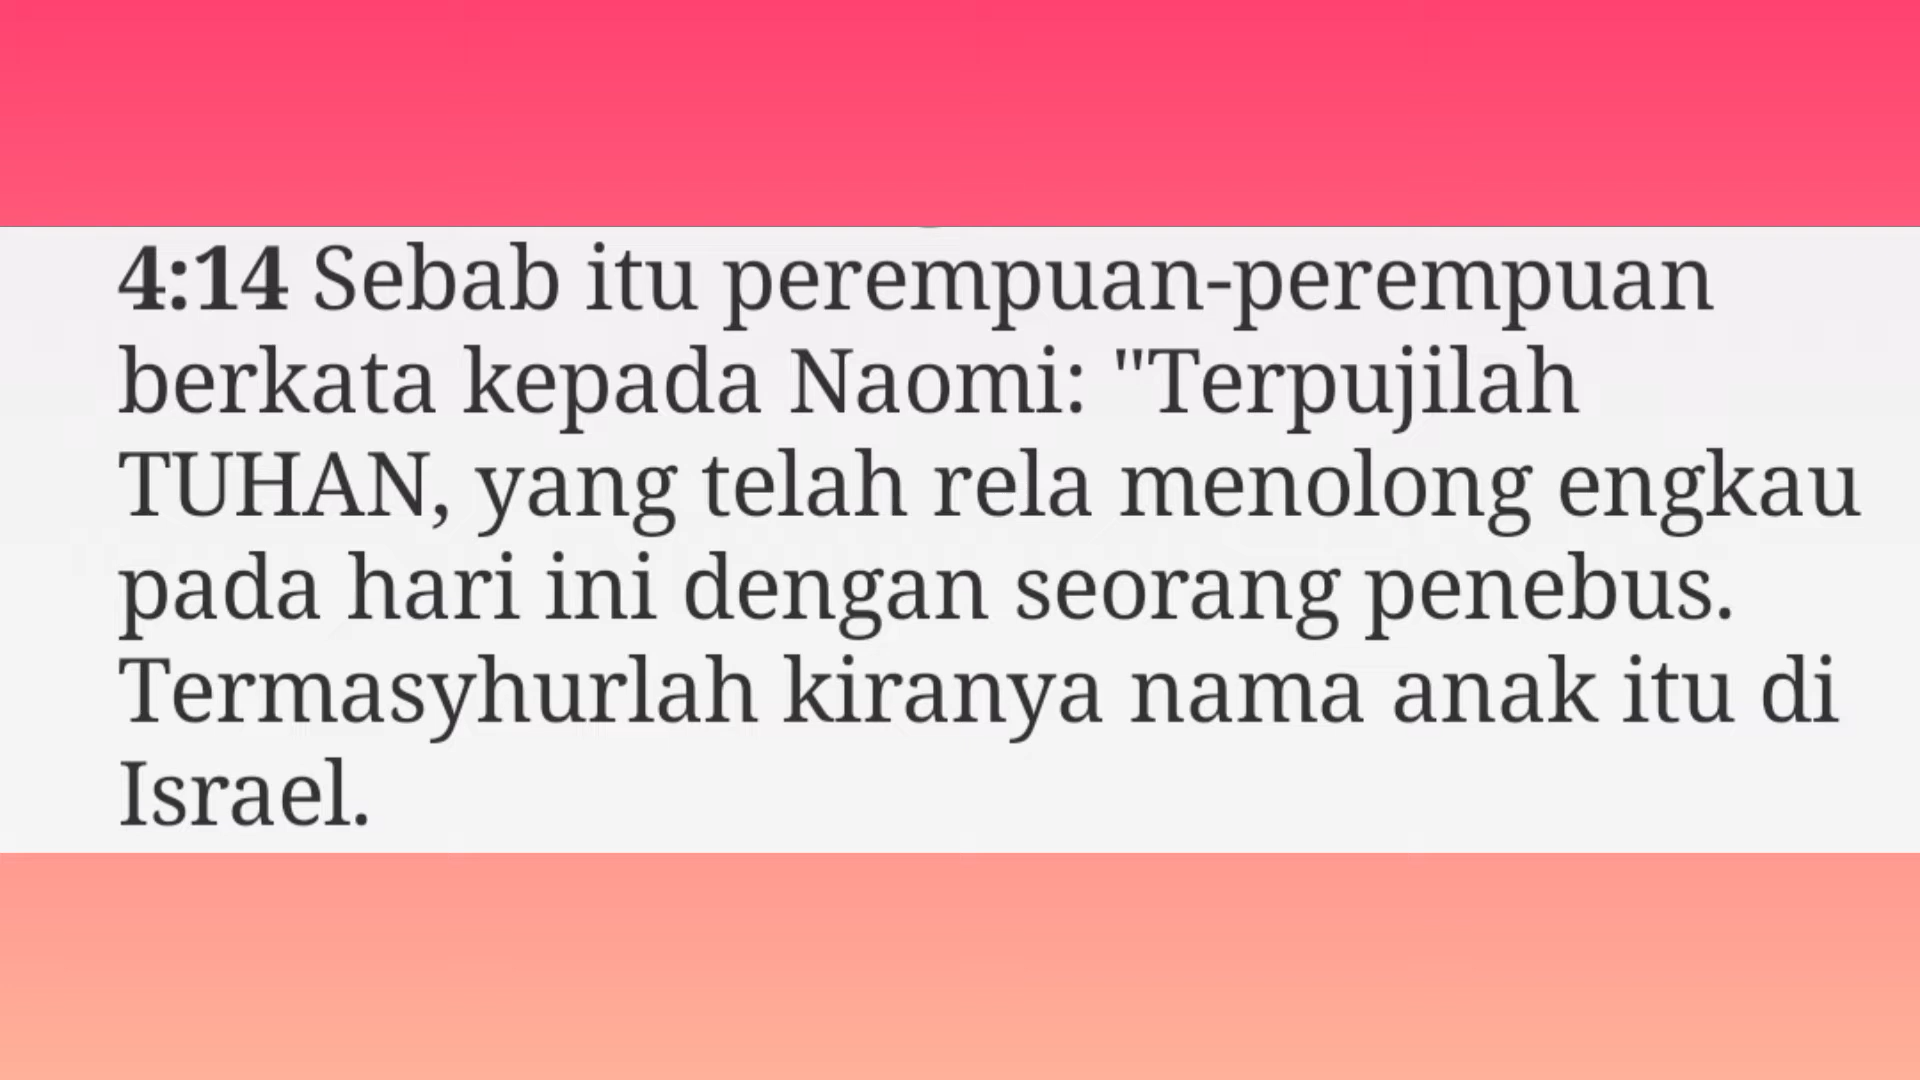 4:14 Sebab itu perempuan-perempuan
berkata kepada Naomi: "Terpujilah
TUHAN, yang telah rela menolong engkau
pada hari ini dengan seorang penebus.
Termasyhurlah kiranya nama anak itu di
Israel.